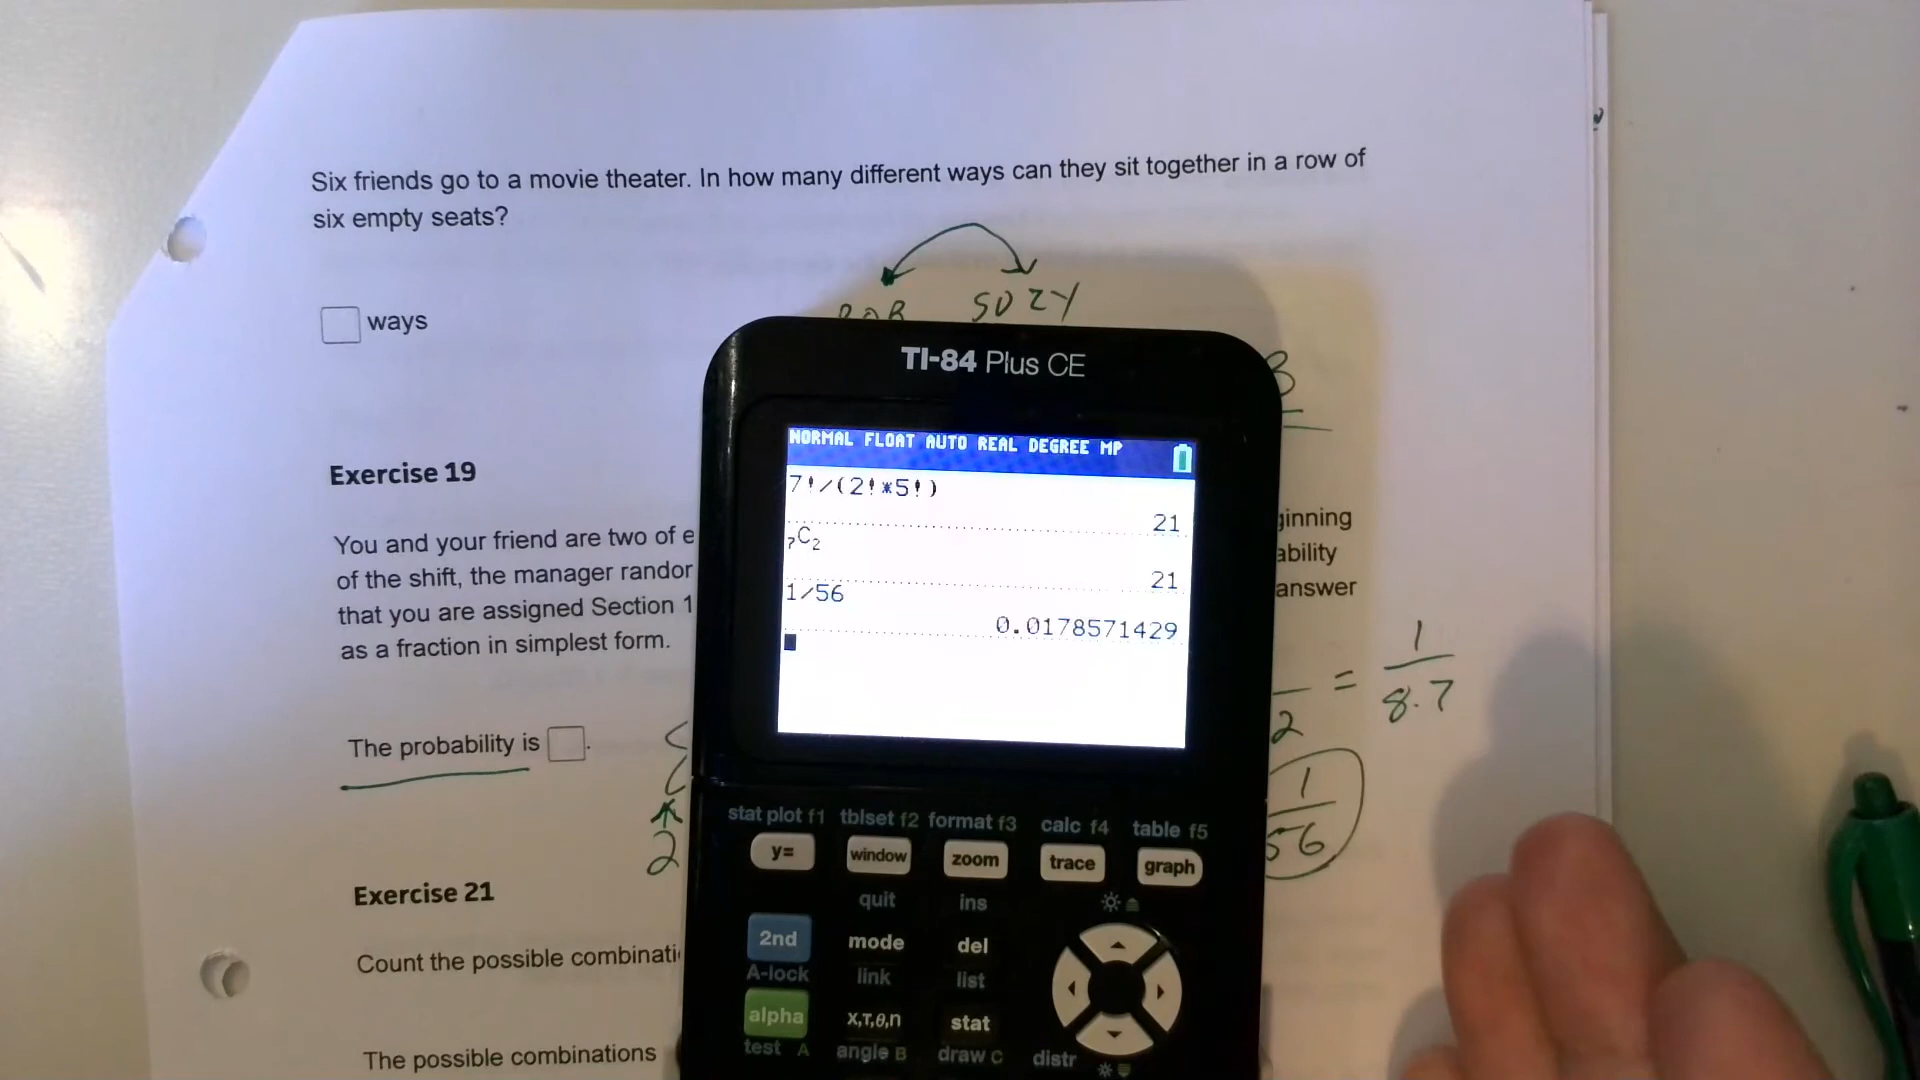 Six friends go to a movie theater. In how many different ways can they sit together in a row of
six empty seats?
SUZY
ways
TI-84 Plus CE
NORMAL FLOAT AUTO REAL DEGREE MP
7!/(2!*5!)
21
7C2
21
1/56
0.0178571429
Exercise 19
You and your friend are two of e
of the shift, the manager randor
that you are assigned Section 1
as a fraction in simplest form.
ability
answer
2 = 1/8.7
The probability is .
1/56
2
Exercise 21
Count the possible combinati
The possible combinations
stat plot f1 tblset f2 format f3 calc f4 table f5
y= window zoom trace graph
quit ins
2nd mode del
A-lock link list
alpha X,T,θ,n stat
test A angle B draw C distr